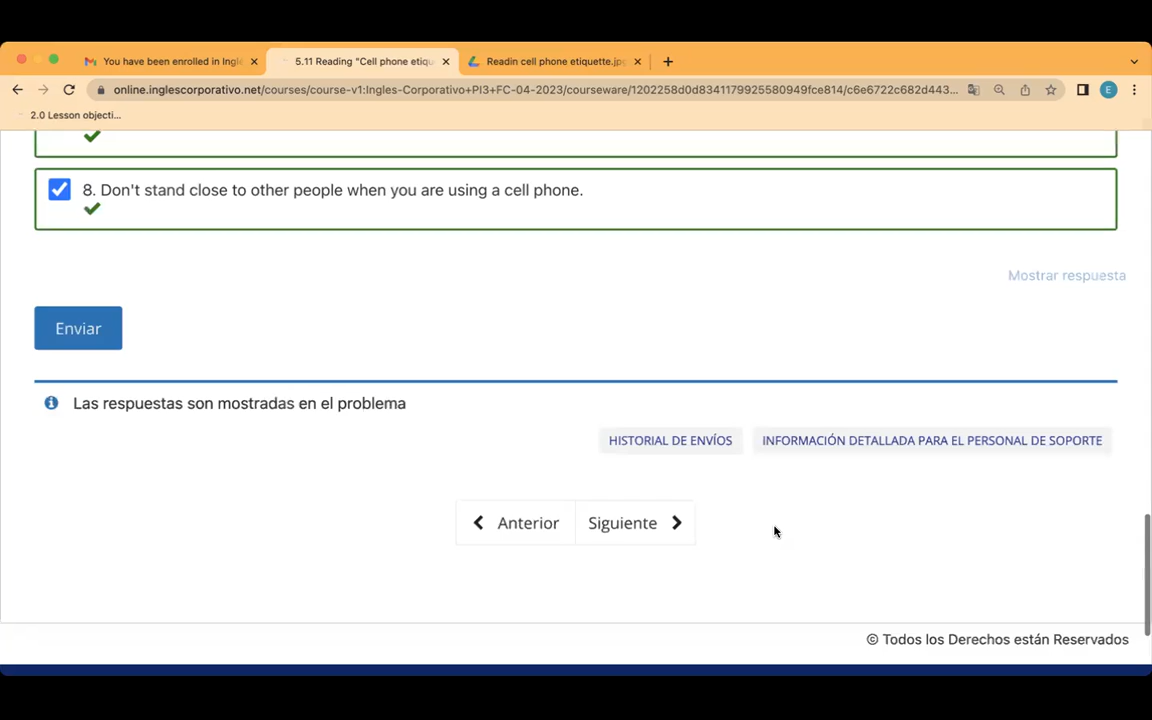 You have been enrolled in Ingle
5.11 Reading "Cell phone etiqu
Readin cell phone etiquette.jpg
online.inglescorporativo.net/courses/course-v1:Ingles-Corporativo+PI3+FC-04-2023/courseware/1202258d0d8341179925580949fce814/c6e6722c682d443...
E
2.0 Lesson objecti...
8. Don't stand close to other people when you are using a cell phone.
Mostrar respuesta
Enviar
Las respuestas son mostradas en el problema
HISTORIAL DE ENVÍOS
INFORMACIÓN DETALLADA PARA EL PERSONAL DE SOPORTE
Anterior
Siguiente
© Todos los Derechos están Reservados